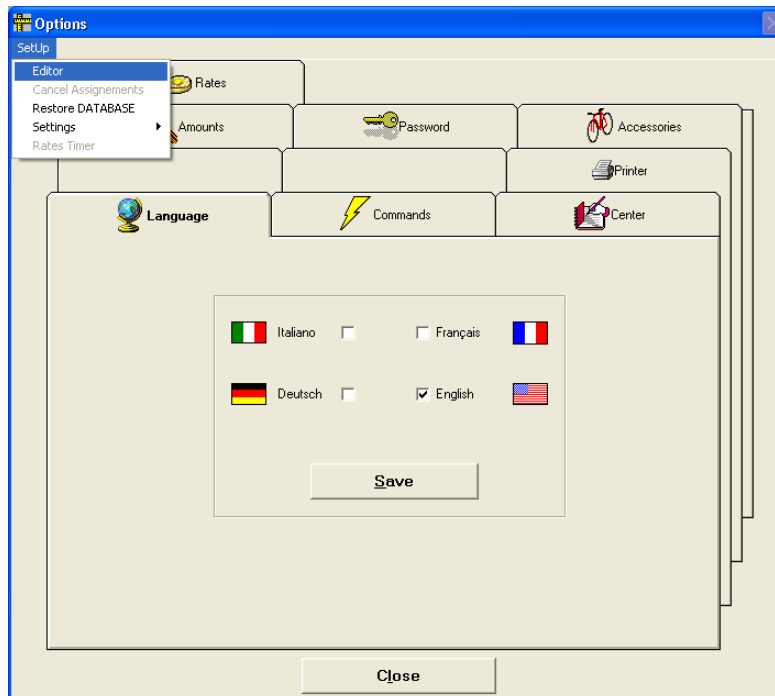 Options
SetUp
Editor
Cancel Assignements
Restore DATABASE
Settings
Rates Timer
Rates
Amounts
Password
Accessories
Printer
Language
Commands
Center
Italiano
Français
Deutsch
English
Save
Close